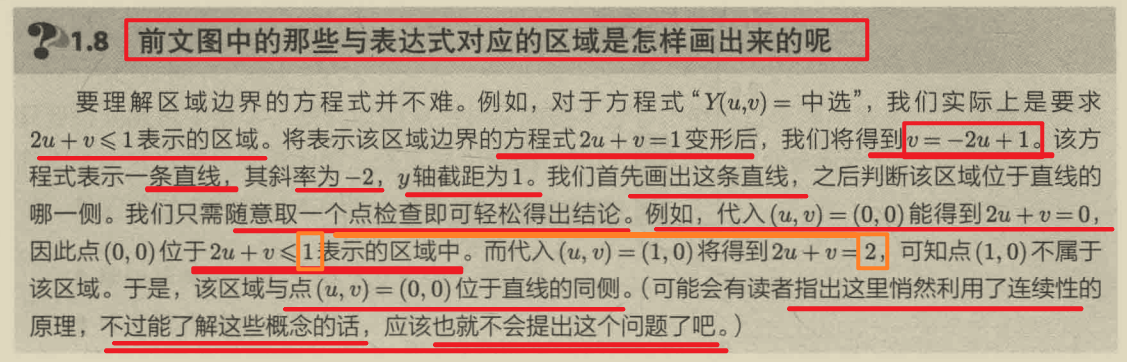 1.8 前文图中的那些与表达式对应的区域是怎样画出来的呢
要理解区域边界的方程式并不难。例如，对于方程式“Y(u,v) = 中选”，我们实际上是要求
2u + v ⩽ 1表示的区域。将表示该区域边界的方程式2u + v = 1变形后，我们将得到v = −2u + 1。该方
程式表示一条直线，其斜率为−2，y轴截距为1。我们首先画出这条直线，之后判断该区域位于直线的
哪一侧。我们只需随意取一个点检查即可轻松得出结论。例如，代入(u, v) = (0, 0)能得到2u + v = 0，
因此点(0, 0)位于2u + v ⩽ 1表示的区域中。而代入(u, v) = (1, 0)将得到2u + v = 2，可知点(1, 0)不属于
该区域。于是，该区域与点(u, v) = (0, 0)位于直线的同侧。（可能会有读者指出这里悄然利用了连续性的
原理，不过能了解这些概念的话，应该也就不会提出这个问题了吧。）